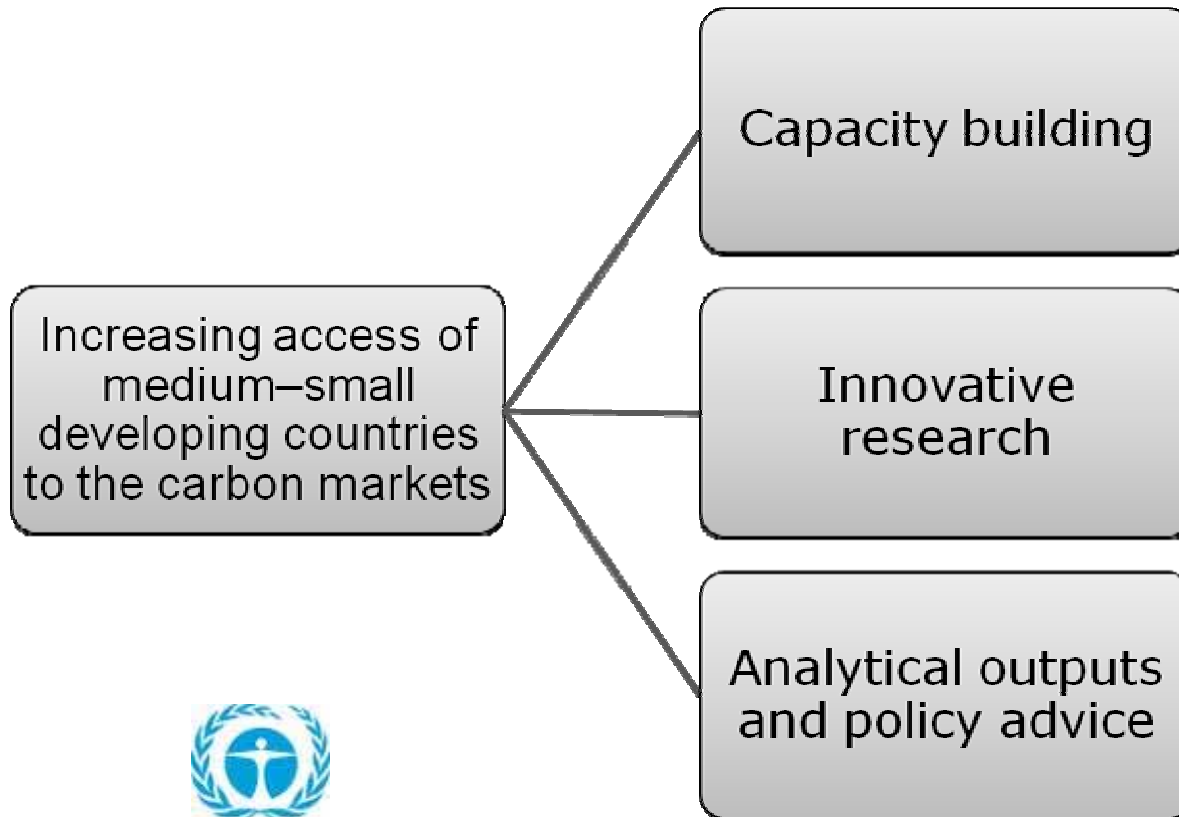 Capacity building
Increasing access of
medium–small
developing countries
to the carbon markets
Innovative
research
Analytical outputs
and policy advice